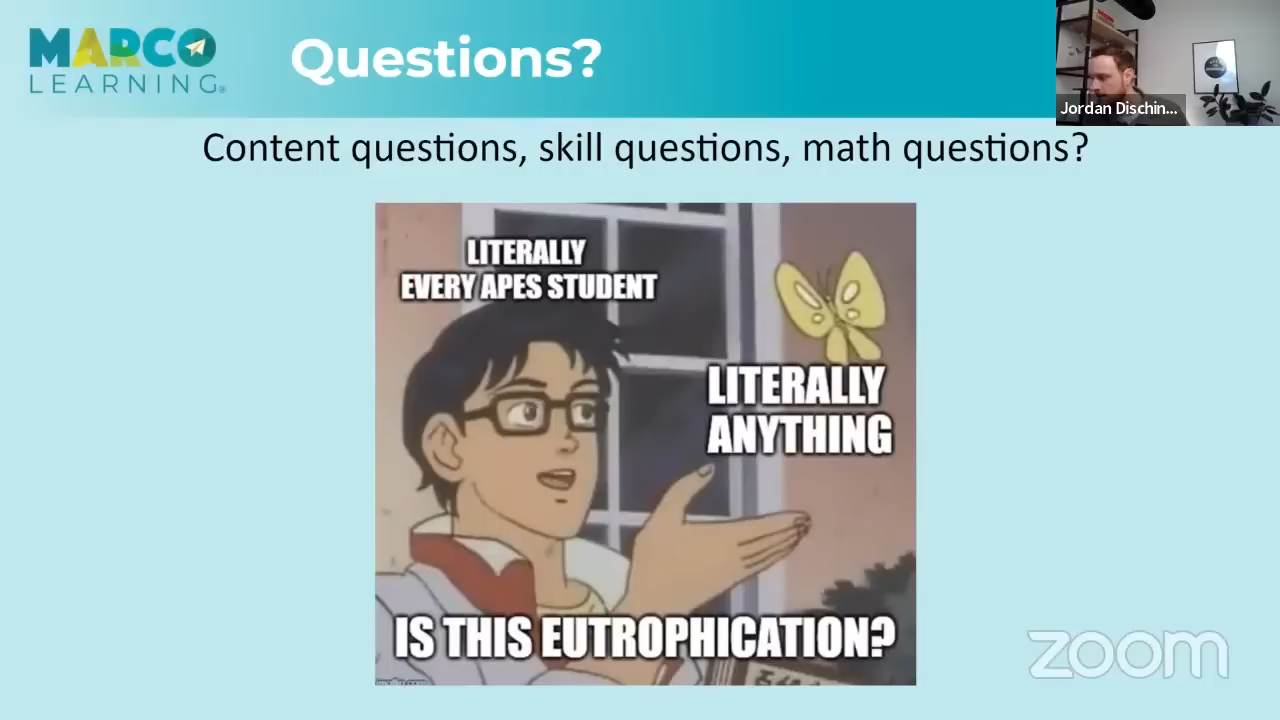 MARCO
LEARNING®
Questions?
Jordan Dischin...
Content questions, skill questions, math questions?
LITERALLY
EVERY APES STUDENT
LITERALLY
ANYTHING
IS THIS EUTROPHICATION?
zoom